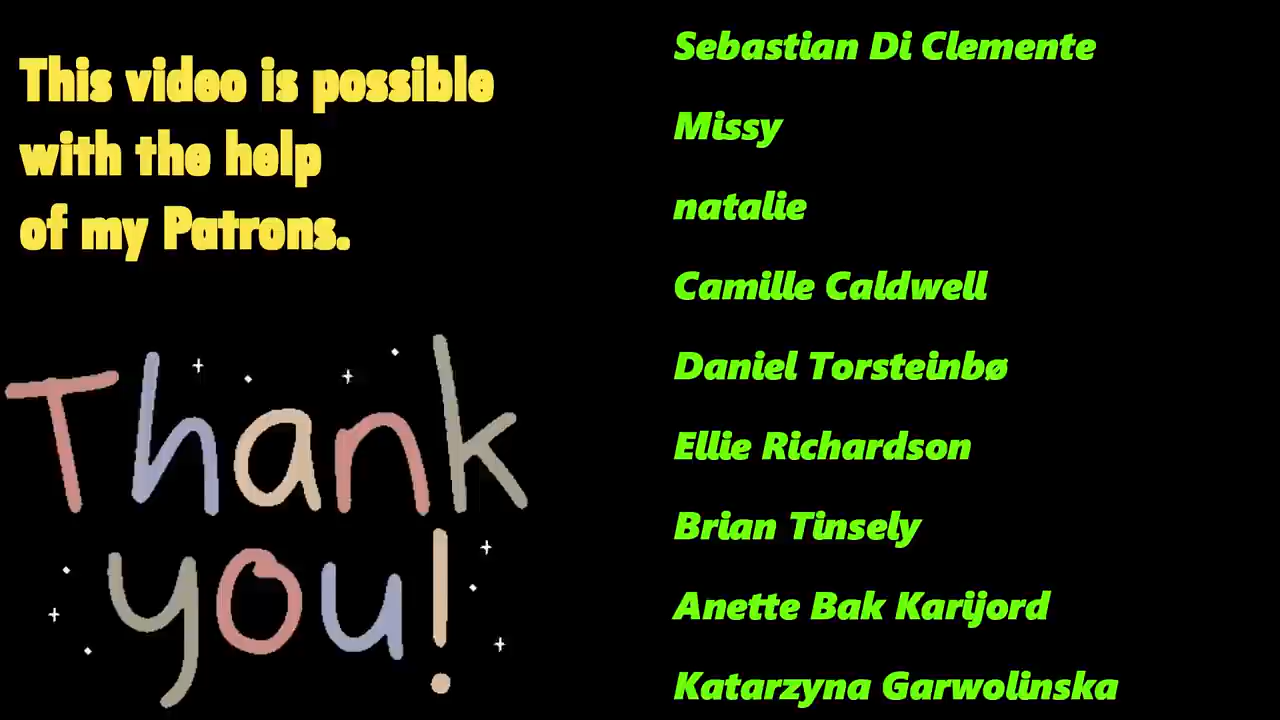 This video is possible
with the help
of my Patrons.
Thank
you!
Sebastian Di Clemente
Missy
natalie
Camille Caldwell
Daniel Torsteinbø
Ellie Richardson
Brian Tinsely
Anette Bak Karijord
Katarzyna Garwolinska